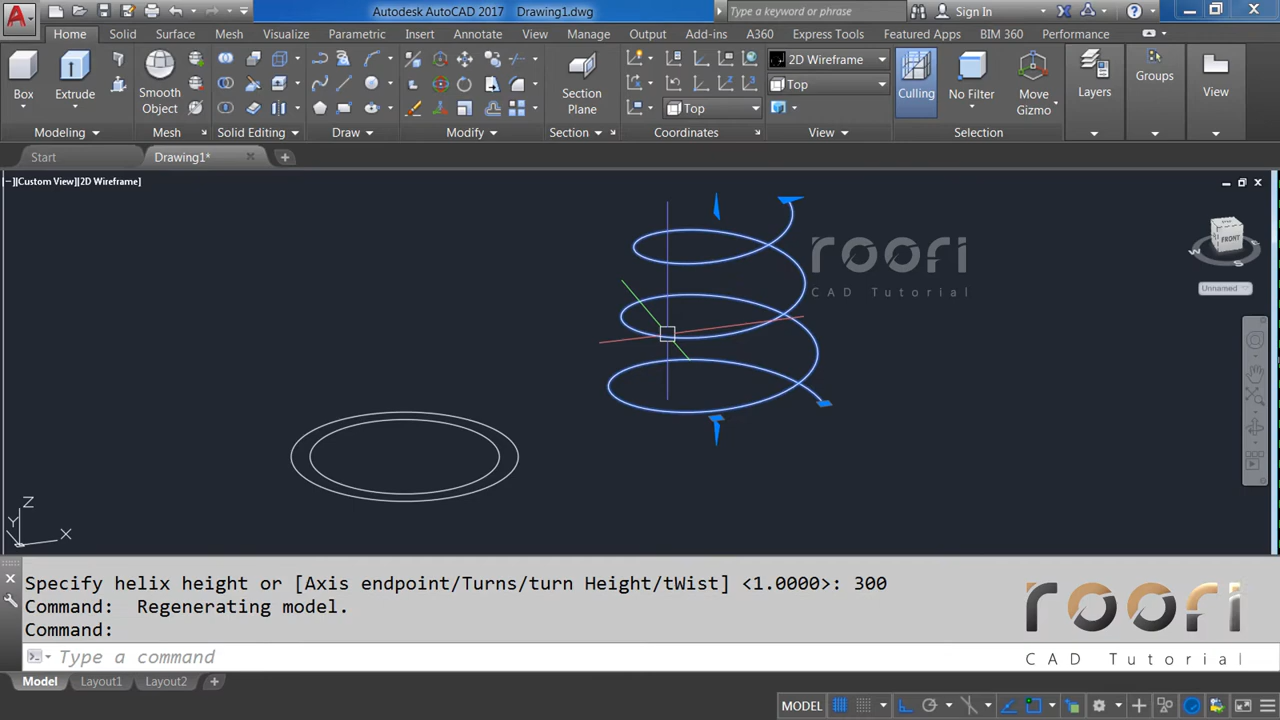 Autodesk AutoCAD 2017 Drawing1.dwg
Type a keyword or phrase
Sign In
Home Solid Surface Mesh Visualize Parametric Insert Annotate View Manage Output Add-ins A360 Express Tools Featured Apps BIM 360 Performance
2D Wireframe
Top
Top
Box
Extrude
Smooth
Object
Section
Plane
Culling
No Filter
Move
Gizmo
Layers
Groups
View
Modeling
Mesh
Solid Editing
Draw
Modify
Section
Coordinates
View
Selection
Start
Drawing1*
[−][Custom View][2D Wireframe]
FRONT
W
S
Unnamed
roofi
CAD Tutorial
Z
Y
X
Specify helix height or [Axis endpoint/Turns/turn Height/tWist] <1.0000>: 300
Command: Regenerating model.
Command:
Type a command
roofi
CAD Tutorial
Model
Layout1
Layout2
MODEL